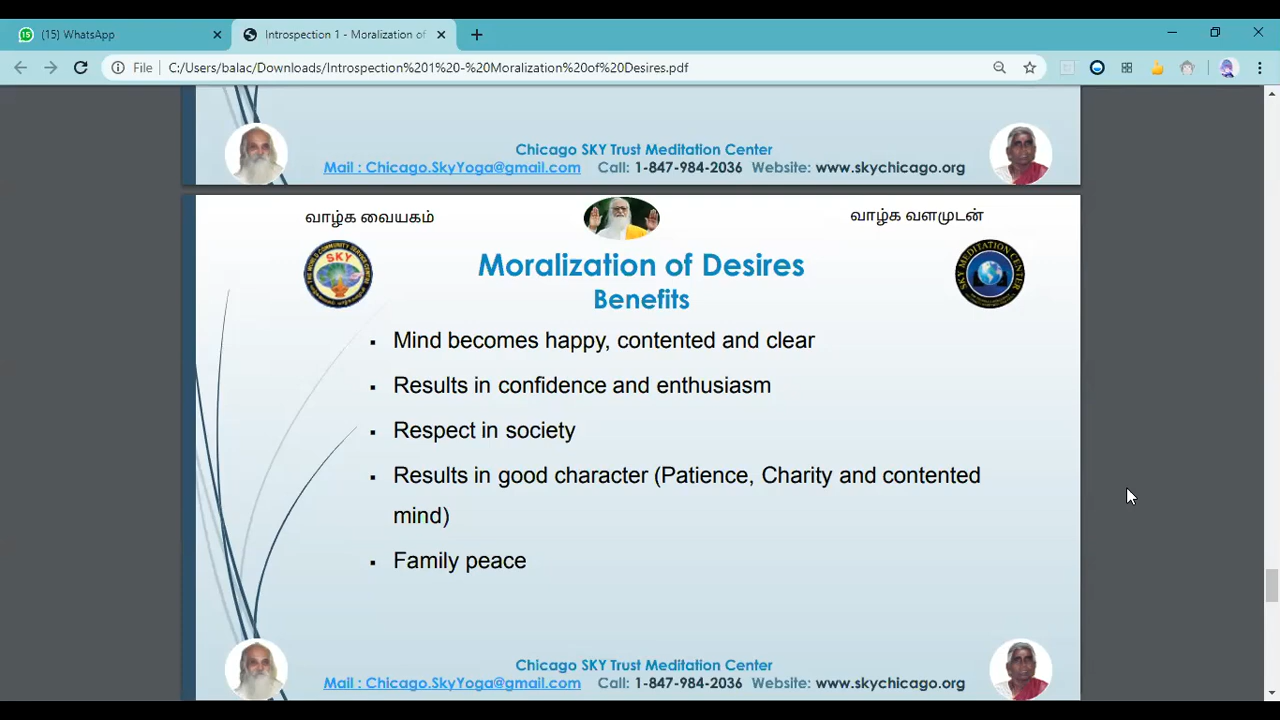 (15) WhatsApp
Introspection 1 - Moralization of
File C:/Users/balac/Downloads/Introspection%201%20-%20Moralization%20of%20Desires.pdf
Chicago SKY Trust Meditation Center
Mail : Chicago.SkyYoga@gmail.com Call: 1-847-984-2036 Website: www.skychicago.org
வாழ்க வையகம் வாழ்க வளமுடன்
SKY
Moralization of Desires
Benefits
▪ Mind becomes happy, contented and clear
▪ Results in confidence and enthusiasm
▪ Respect in society
▪ Results in good character (Patience, Charity and contented
mind)
▪ Family peace
Chicago SKY Trust Meditation Center
Mail : Chicago.SkyYoga@gmail.com Call: 1-847-984-2036 Website: www.skychicago.org